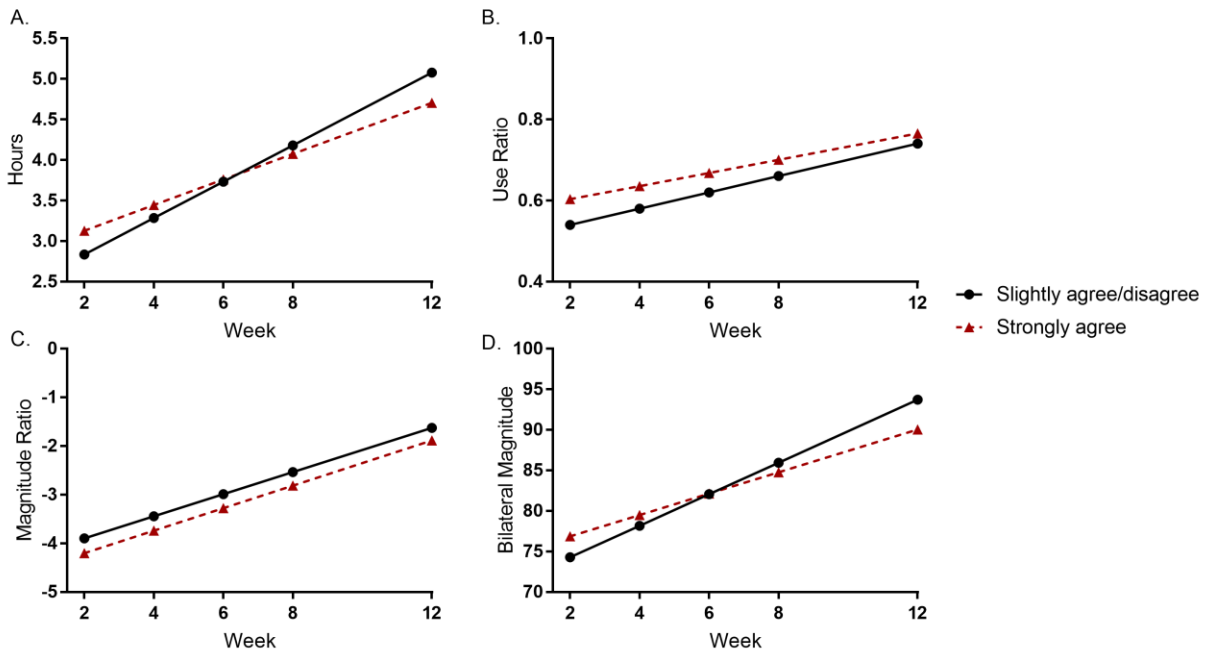 A.
5.5
5.0
4.5
4.0
3.5
3.0
2.5
Hours
2 4 6 8 12
Week
B.
1.0
0.8
0.6
0.4
Use Ratio
2 4 6 8 12
Week
Slightly agree/disagree
Strongly agree
C.
0
-1
-2
-3
-4
-5
Magnitude Ratio
2 4 6 8 12
Week
D.
100
95
90
85
80
75
70
Bilateral Magnitude
2 4 6 8 12
Week